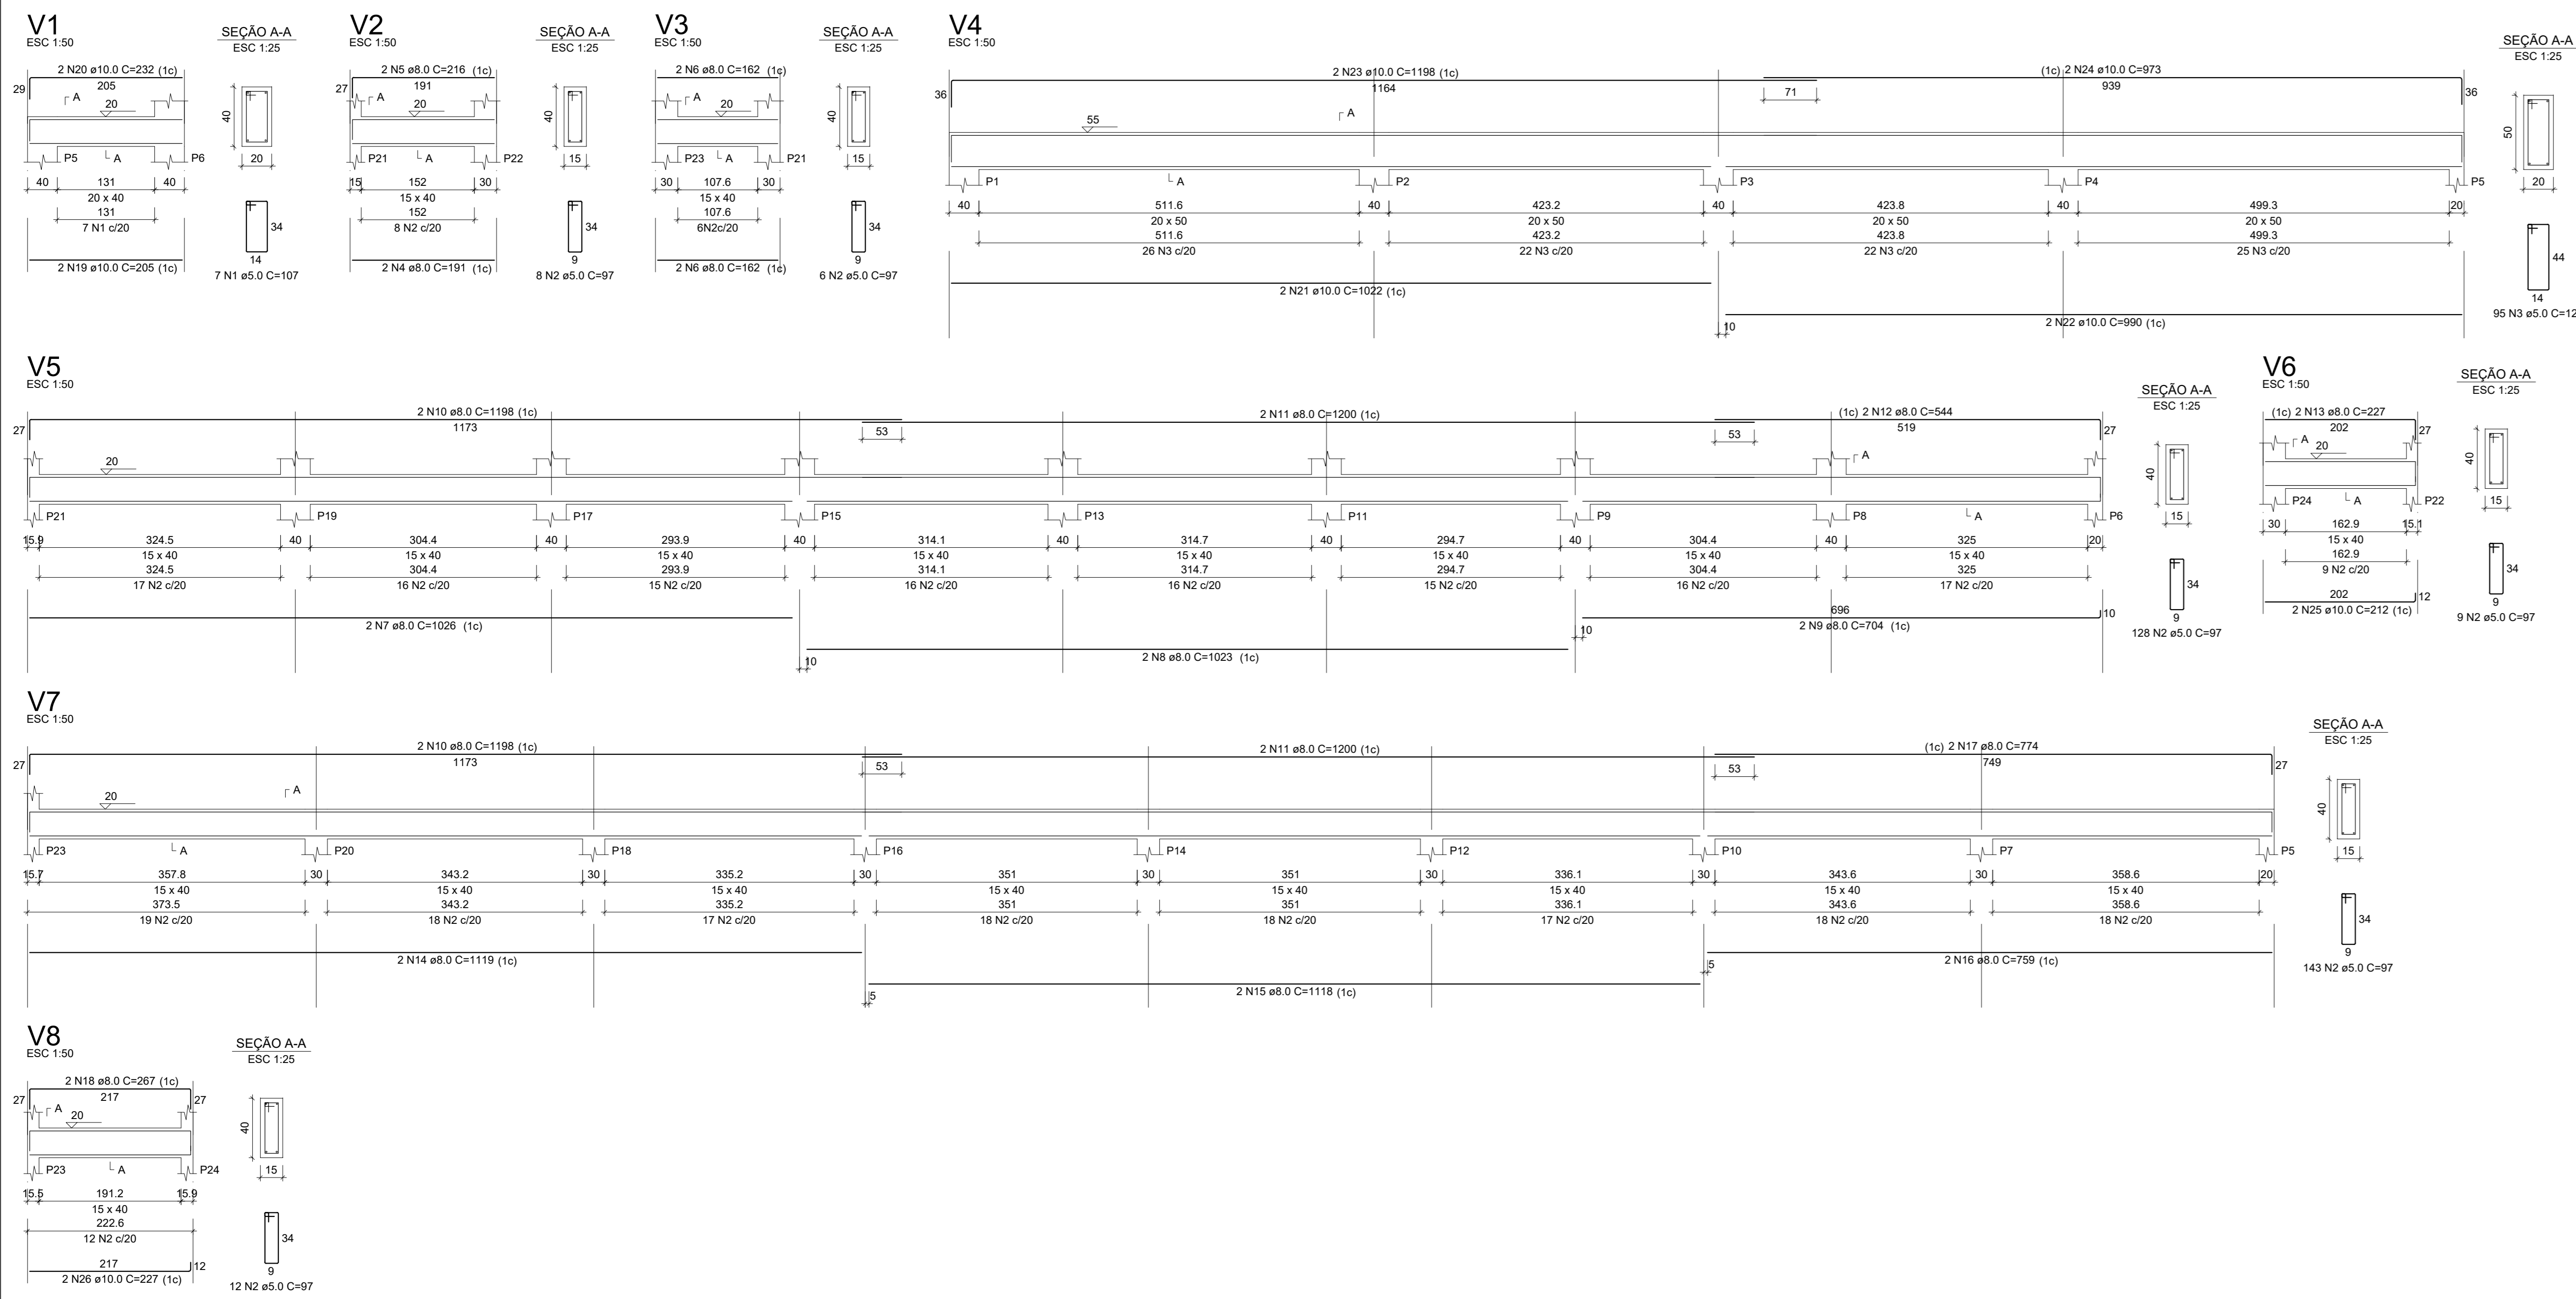 V1
ESC 1:50
SEÇÃO A-A
ESC 1:25
2 N20 ø10.0 C=232 (1c)
29
205
A
20
40
20
P5
A
P6
40
131
40
20 x 40
131
7 N1 c/20
34
14
2 N19 ø10.0 C=205 (1c)
7 N1 ø5.0 C=107
V2
ESC 1:50
SEÇÃO A-A
ESC 1:25
2 N5 ø8.0 C=216 (1c)
27
191
A
20
40
15
P21
A
P22
15
152
30
15 x 40
152
8 N2 c/20
34
9
2 N4 ø8.0 C=191 (1c)
8 N2 ø5.0 C=97
V3
ESC 1:50
SEÇÃO A-A
ESC 1:25
2 N6 ø8.0 C=162 (1c)
A
20
40
15
P23
A
P21
30
107.6
30
15 x 40
107.6
6N2c/20
34
9
2 N6 ø8.0 C=162 (1c)
6 N2 ø5.0 C=97
V4
ESC 1:50
SEÇÃO A-A
ESC 1:25
2 N23 ø10.0 C=1198 (1c)
(1c) 2 N24 ø10.0 C=973
36
1164
71
939
36
A
55
50
20
P1
A
P2
P3
P4
P5
40
511.6
40
423.2
40
423.8
40
499.3
20
20 x 50
20 x 50
20 x 50
20 x 50
511.6
423.2
423.8
499.3
26 N3 c/20
22 N3 c/20
22 N3 c/20
25 N3 c/20
44
14
2 N21 ø10.0 C=1022 (1c)
10
2 N22 ø10.0 C=990 (1c)
95 N3 ø5.0 C=12
V5
ESC 1:50
SEÇÃO A-A
ESC 1:25
2 N10 ø8.0 C=1198 (1c)
2 N11 ø8.0 C=1200 (1c)
(1c) 2 N12 ø8.0 C=544
27
1173
53
53
519
27
A
20
40
15
P21
P19
P17
P15
P13
P11
P9
P8
A
P6
15.9
324.5
40
304.4
40
293.9
40
314.1
40
314.7
40
294.7
40
304.4
40
325
20
15 x 40
15 x 40
15 x 40
15 x 40
15 x 40
15 x 40
15 x 40
15 x 40
324.5
304.4
293.9
314.1
314.7
294.7
304.4
325
17 N2 c/20
16 N2 c/20
15 N2 c/20
16 N2 c/20
16 N2 c/20
15 N2 c/20
16 N2 c/20
17 N2 c/20
34
9
696
10
2 N7 ø8.0 C=1026 (1c)
2 N9 ø8.0 C=704 (1c)
10
10
2 N8 ø8.0 C=1023 (1c)
128 N2 ø5.0 C=97
V6
ESC 1:50
SEÇÃO A-A
ESC 1:25
(1c) 2 N13 ø8.0 C=227
202
27
A
20
40
15
P24
A
P22
30
162.9
15.1
15 x 40
162.9
9 N2 c/20
34
9
202
12
2 N25 ø10.0 C=212 (1c)
9 N2 ø5.0 C=97
V7
ESC 1:50
SEÇÃO A-A
ESC 1:25
2 N10 ø8.0 C=1198 (1c)
2 N11 ø8.0 C=1200 (1c)
(1c) 2 N17 ø8.0 C=774
27
1173
53
53
749
27
A
20
40
15
P23
A
P20
P18
P16
P14
P12
P10
P7
P5
15.7
357.8
30
343.2
30
335.2
30
351
30
351
30
336.1
30
343.6
30
358.6
20
15 x 40
15 x 40
15 x 40
15 x 40
15 x 40
15 x 40
15 x 40
15 x 40
373.5
343.2
335.2
351
351
336.1
343.6
358.6
19 N2 c/20
18 N2 c/20
17 N2 c/20
18 N2 c/20
18 N2 c/20
17 N2 c/20
18 N2 c/20
18 N2 c/20
34
9
2 N14 ø8.0 C=1119 (1c)
5
2 N16 ø8.0 C=759 (1c)
5
2 N15 ø8.0 C=1118 (1c)
143 N2 ø5.0 C=97
V8
ESC 1:50
SEÇÃO A-A
ESC 1:25
2 N18 ø8.0 C=267 (1c)
27
217
27
A
20
40
15
P23
A
P24
15.5
191.2
15.9
15 x 40
222.6
12 N2 c/20
34
9
217
12
2 N26 ø10.0 C=227 (1c)
12 N2 ø5.0 C=97